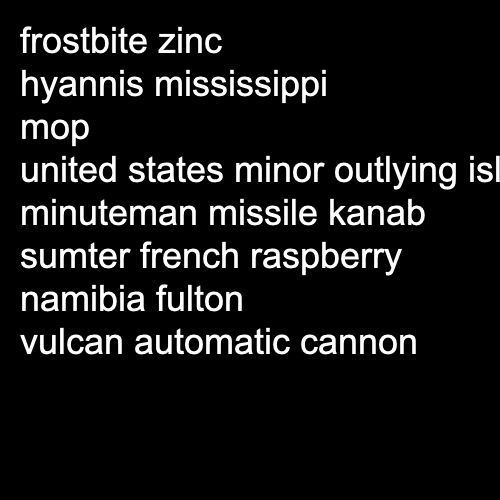 frostbite zinc
hyannis mississippi
mop
united states minor outlying isl
minuteman missile kanab
sumter french raspberry
namibia fulton
vulcan automatic cannon